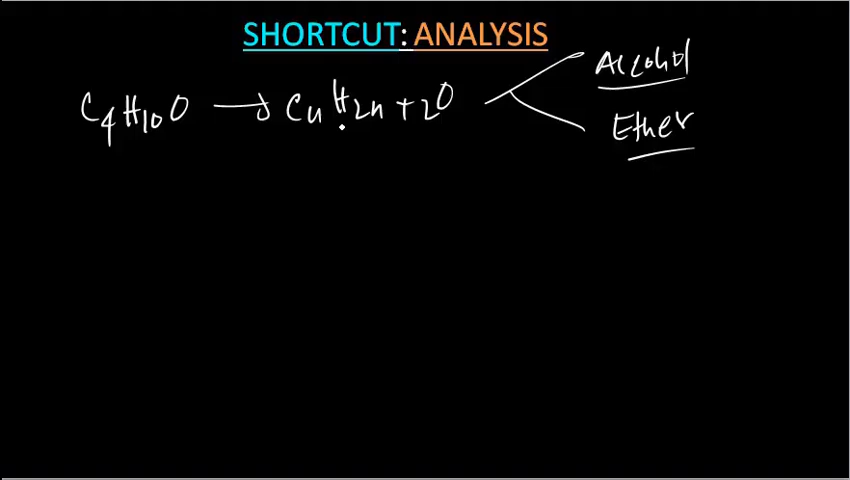 SHORTCUT: ANALYSIS
C4H10O → CnH2n+2O
Alcohol
Ether